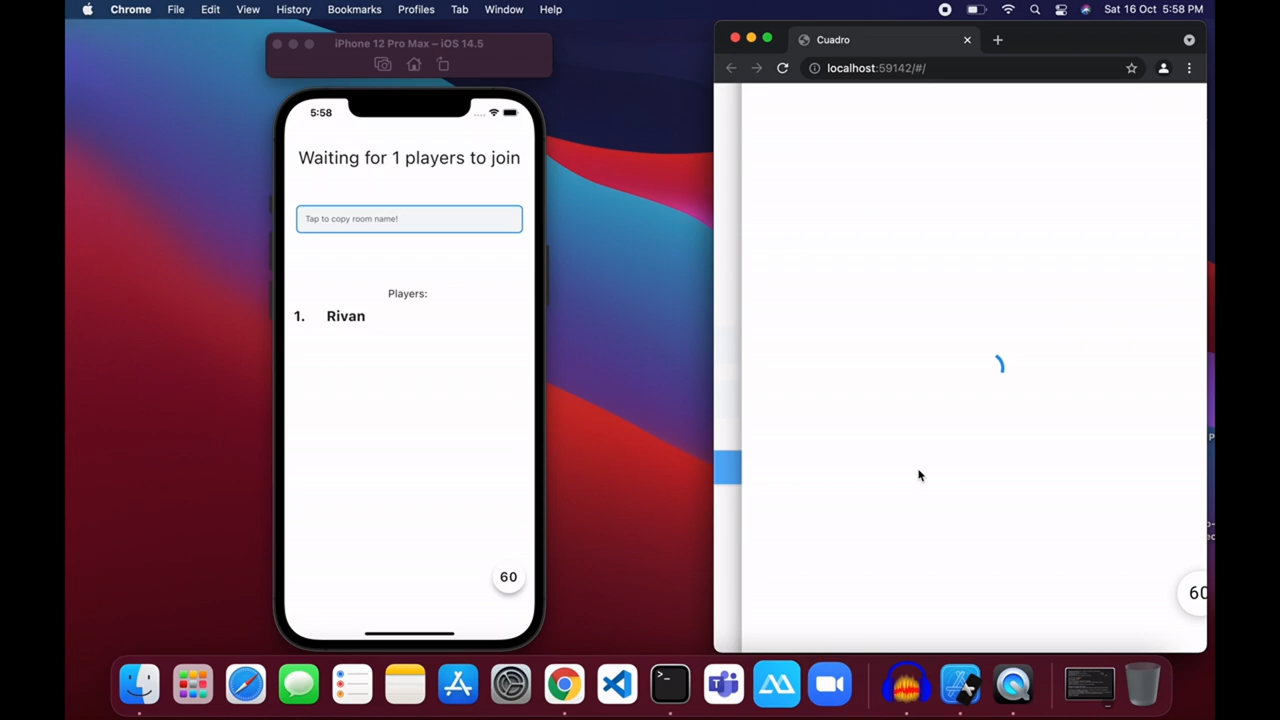 Chrome File Edit View History Bookmarks Profiles Tab Window Help Sat 16 Oct 5:58 PM
iPhone 12 Pro Max – iOS 14.5
Cuadro
localhost:59142/#/
5:58
Waiting for 1 players to join
Tap to copy room name!
Players:
1. Rivan
60
60